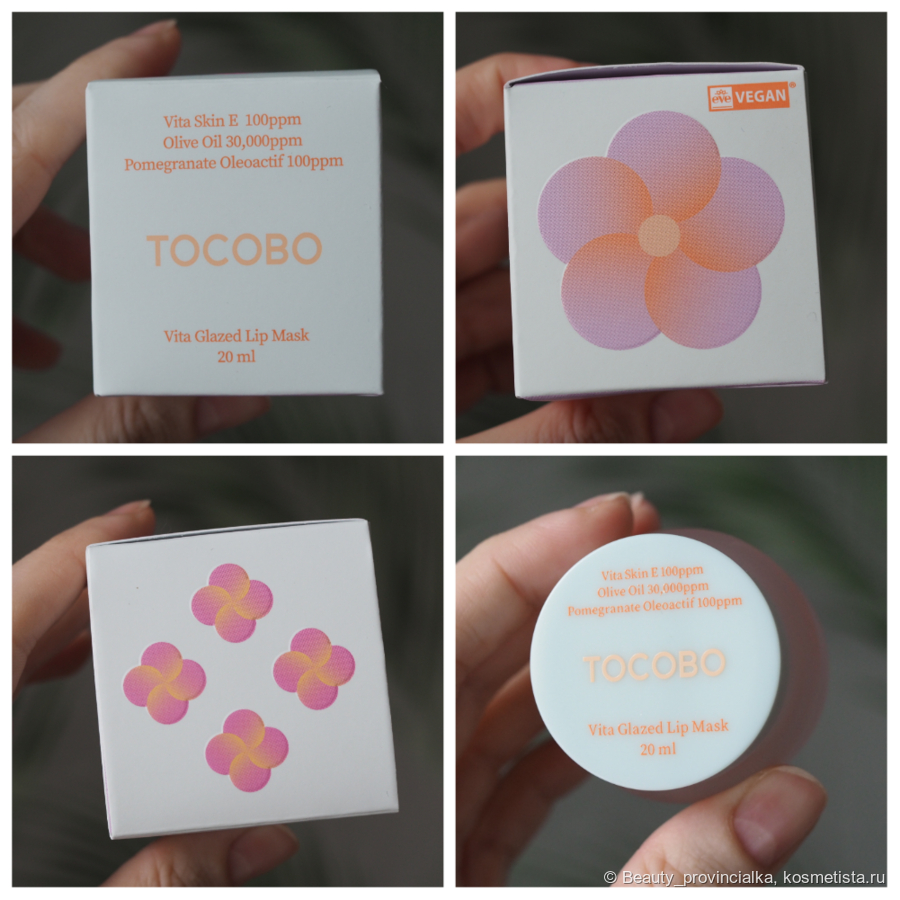 Vita Skin E 100ppm
Olive Oil 30,000ppm
Pomegranate Oleoactif 100ppm
TOCOBO
Vita Glazed Lip Mask
20 ml
eve VEGAN®
Vita Skin E 100ppm
Olive Oil 30,000ppm
Pomegranate Oleoactif 100ppm
TOCOBO
Vita Glazed Lip Mask
20 ml
© Beauty_provincialka, kosmetista.ru